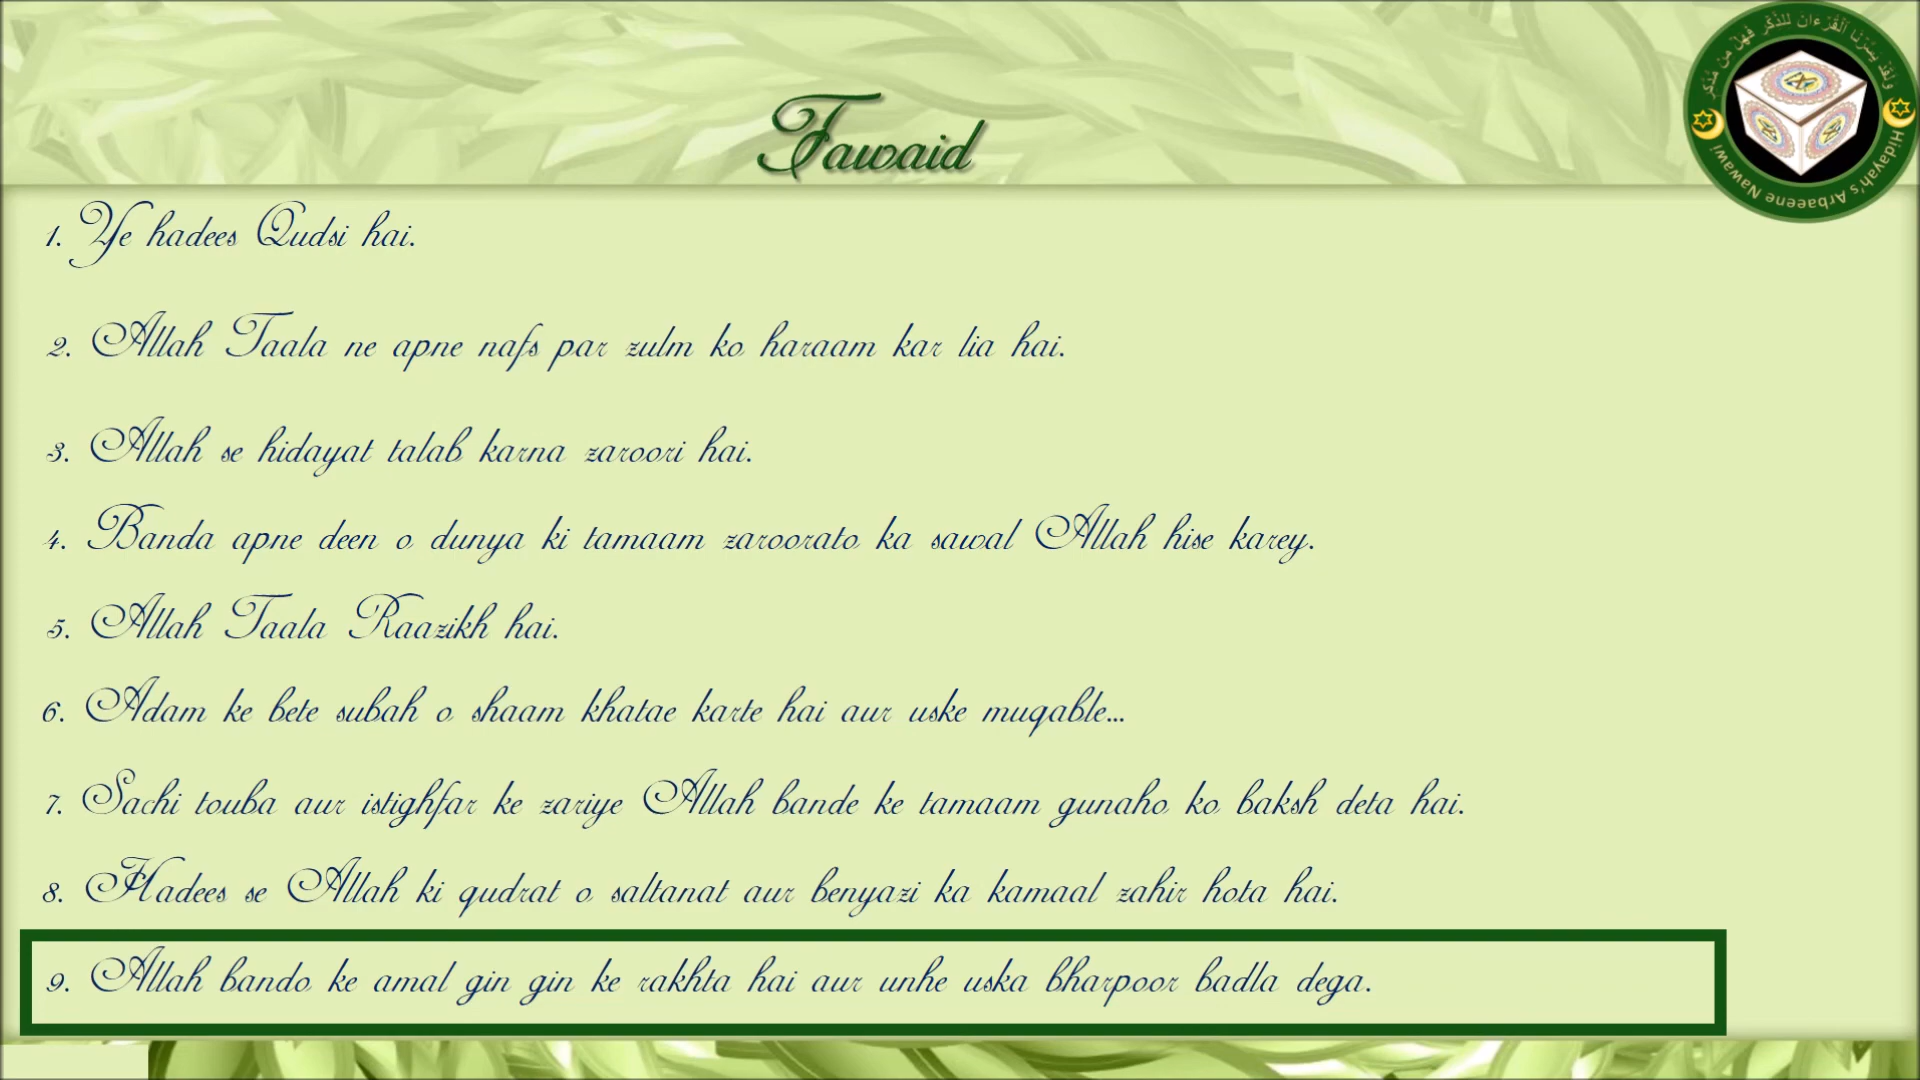 وَلَقَدْ يَسَّرْنَا ٱلْقُرْءَانَ لِلذِّكْرِ فَهَلْ مِن مُّدَّكِرٍ
Hidayah's Arbaeene Nawawi
Fawaid
1. Ye hadees Qudsi hai.
2. Allah Taala ne apne nafs par zulm ko haraam kar lia hai.
3. Allah se hidayat talab karna zaroori hai.
4. Banda apne deen o dunya ki tamaam zaroorato ka sawal Allah hise karey.
5. Allah Taala Raazikh hai.
6. Adam ke bete subah o shaam khatae karte hai aur uske muqable...
7. Sachi touba aur istighfar ke zariye Allah bande ke tamaam gunaho ko baksh deta hai.
8. Hadees se Allah ki qudrat o saltanat aur benyazi ka kamaal zahir hota hai.
9. Allah bando ke amal gin gin ke rakhta hai aur unhe uska bharpoor badla dega.